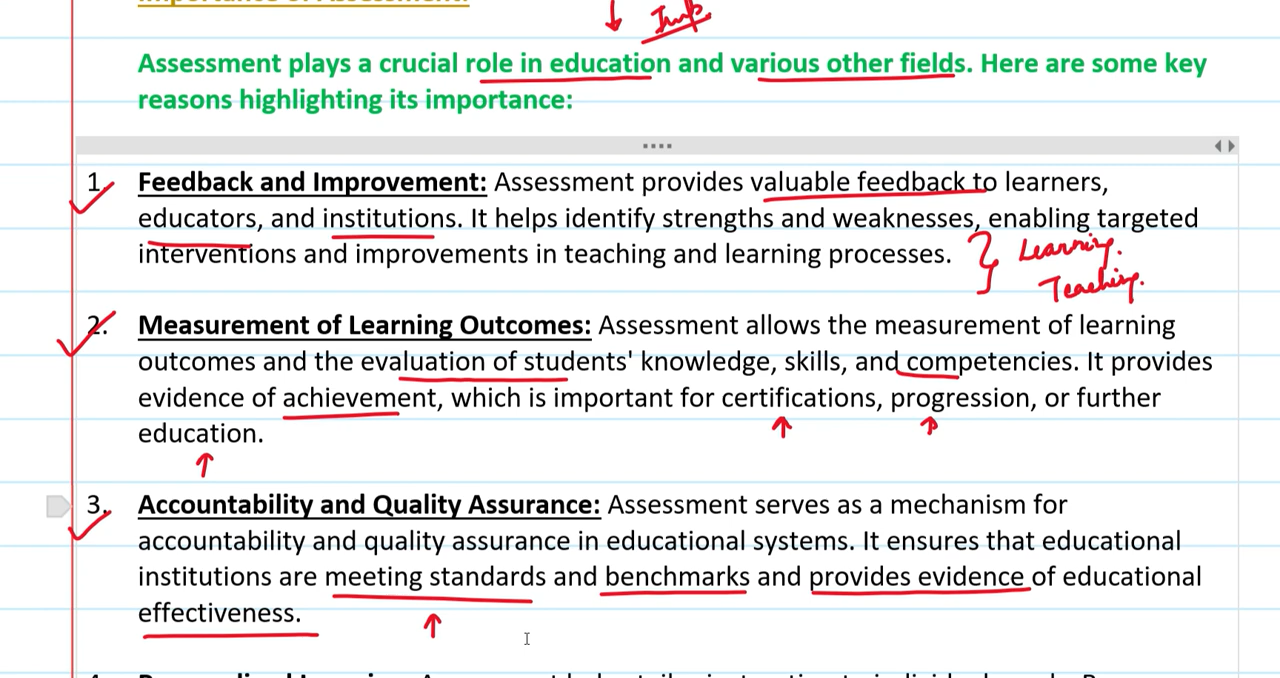 Importance of Assessment:
Imp
Assessment plays a crucial role in education and various other fields. Here are some key
reasons highlighting its importance:
1. Feedback and Improvement: Assessment provides valuable feedback to learners,
educators, and institutions. It helps identify strengths and weaknesses, enabling targeted
interventions and improvements in teaching and learning processes.
Learning.
Teaching.
2. Measurement of Learning Outcomes: Assessment allows the measurement of learning
outcomes and the evaluation of students' knowledge, skills, and competencies. It provides
evidence of achievement, which is important for certifications, progression, or further
education.
3. Accountability and Quality Assurance: Assessment serves as a mechanism for
accountability and quality assurance in educational systems. It ensures that educational
institutions are meeting standards and benchmarks and provides evidence of educational
effectiveness.